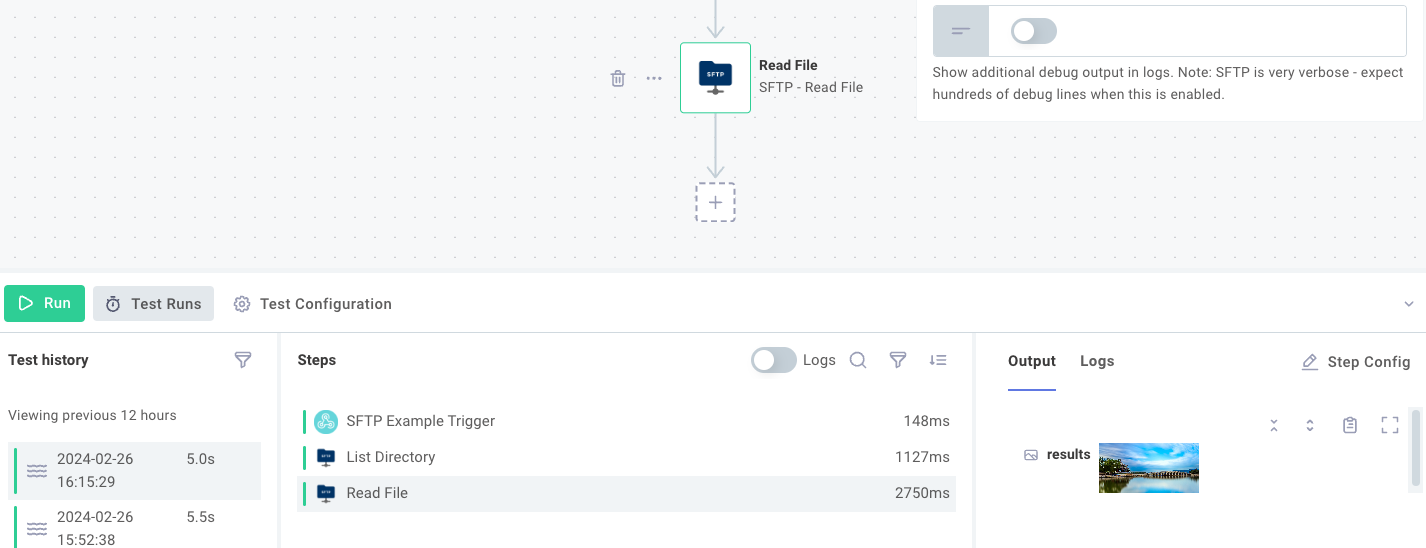 SFTP
Read File
SFTP - Read File
Show additional debug output in logs. Note: SFTP is very verbose - expect
hundreds of debug lines when this is enabled.
Run
Test Runs
Test Configuration
Test history
Viewing previous 12 hours
2024-02-26
16:15:29
5.0s
2024-02-26
15:52:38
5.5s
Steps
Logs
SFTP Example Trigger
148ms
List Directory
1127ms
Read File
2750ms
Output
Logs
Step Config
results